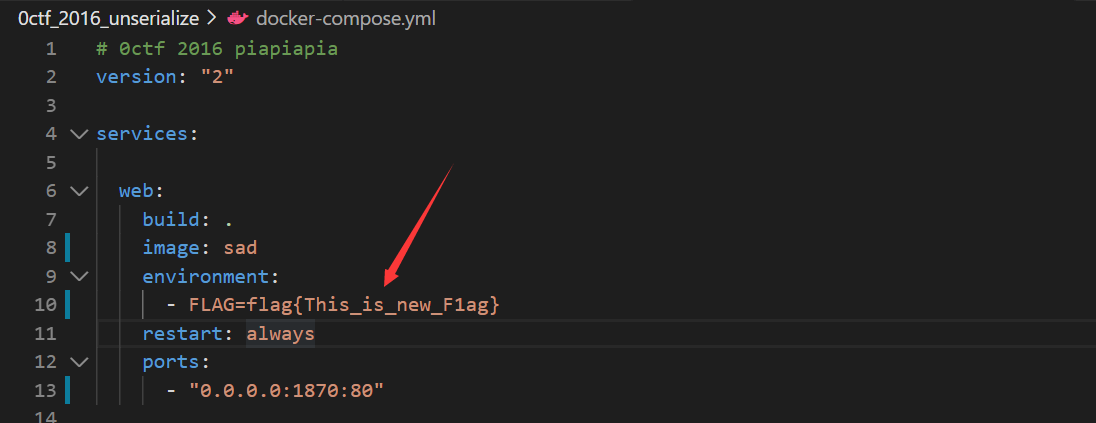 0ctf_2016_unserialize > docker-compose.yml
1 # 0ctf 2016 piapiapia
2 version: "2"
3
4 services:
5
6 web:
7 build: .
8 image: sad
9 environment:
10 - FLAG=flag{This_is_new_F1ag}
11 restart: always
12 ports:
13 - "0.0.0.0:1870:80"
14